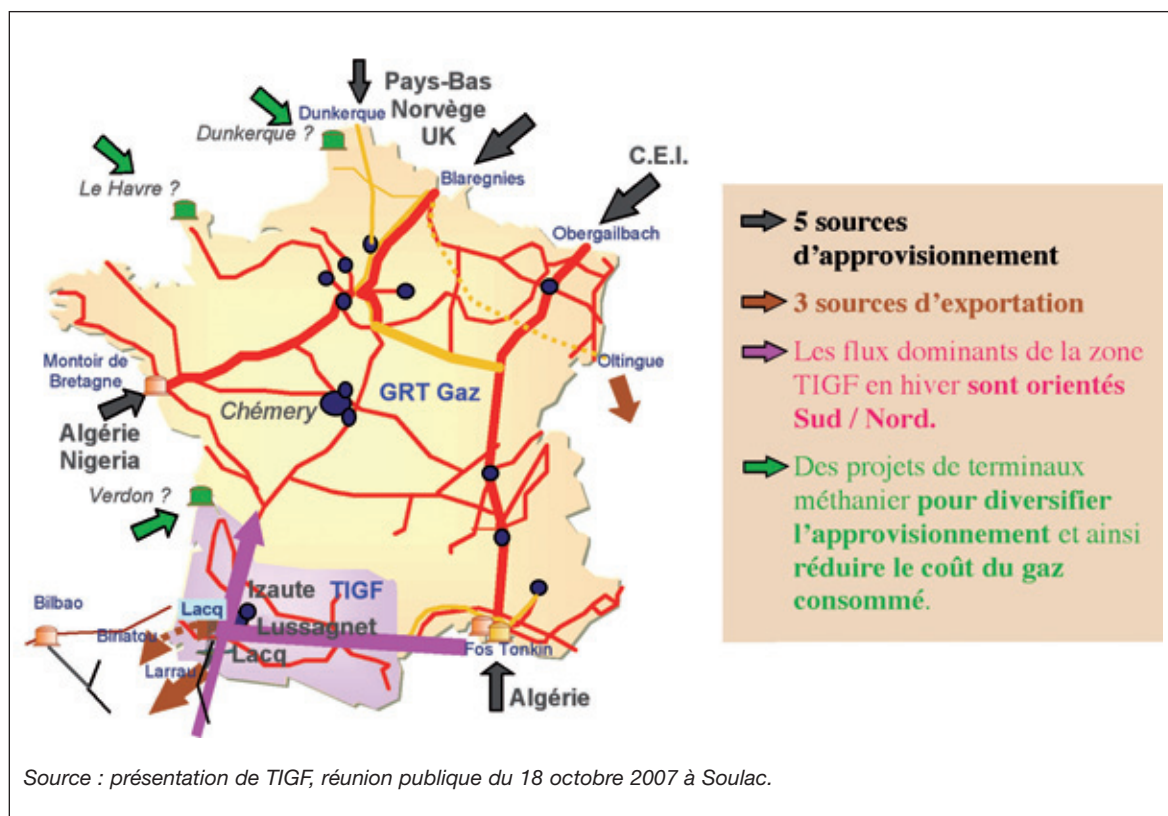 Pays-Bas
Norvège
UK
Dunkerque
Dunkerque ?
Blaregnies
C.E.I.
Le Havre ?
Obergailbach
Montoir de
Bretagne
Oltingue
GRT Gaz
Chémery
Algérie
Nigeria
Verdon ?
Izaute
TIGF
Bilbao
Lacq
Biriatou
Lussagnet
Larrau
Lacq
Fos Tonkin
Algérie
5 sources
d'approvisionnement
3 sources d'exportation
Les flux dominants de la zone
TIGF en hiver sont orientés
Sud / Nord.
Des projets de terminaux
méthanier pour diversifier
l'approvisionnement et ainsi
réduire le coût du gaz
consommé.
Source : présentation de TIGF, réunion publique du 18 octobre 2007 à Soulac.